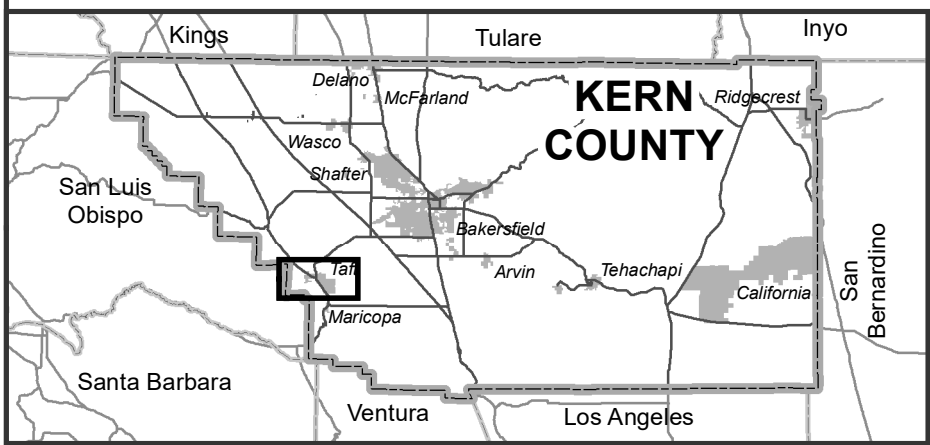 Kings
Tulare
Inyo
Delano
McFarland
KERN
COUNTY
Ridgecrest
Wasco
Shafter
San Luis
Obispo
Bakersfield
Taft
Arvin
Tehachapi
California
San
Bernardino
Maricopa
Santa Barbara
Ventura
Los Angeles